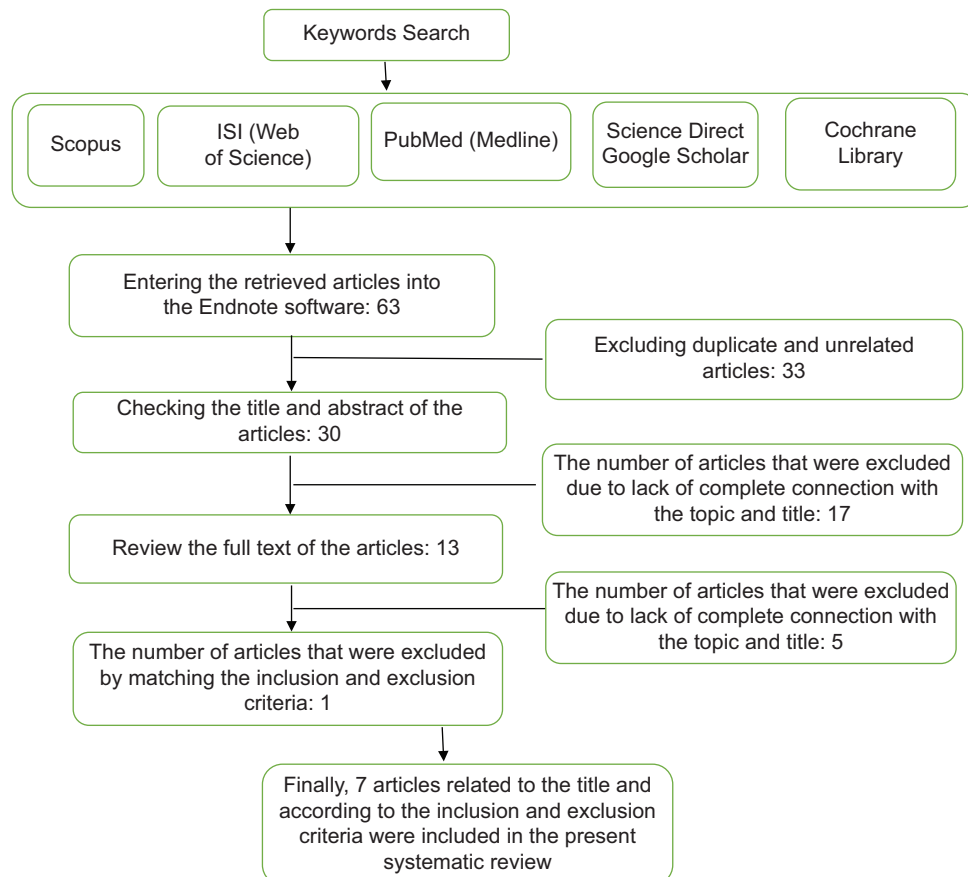 Keywords Search
Scopus
ISI (Web
of Science)
PubMed (Medline)
Science Direct
Google Scholar
Cochrane
Library
Entering the retrieved articles into
the Endnote software: 63
Excluding duplicate and unrelated
articles: 33
Checking the title and abstract of the
articles: 30
The number of articles that were excluded
due to lack of complete connection with
the topic and title: 17
Review the full text of the articles: 13
The number of articles that were excluded
due to lack of complete connection with
the topic and title: 5
The number of articles that were excluded
by matching the inclusion and exclusion
criteria: 1
Finally, 7 articles related to the title and
according to the inclusion and exclusion
criteria were included in the present
systematic review